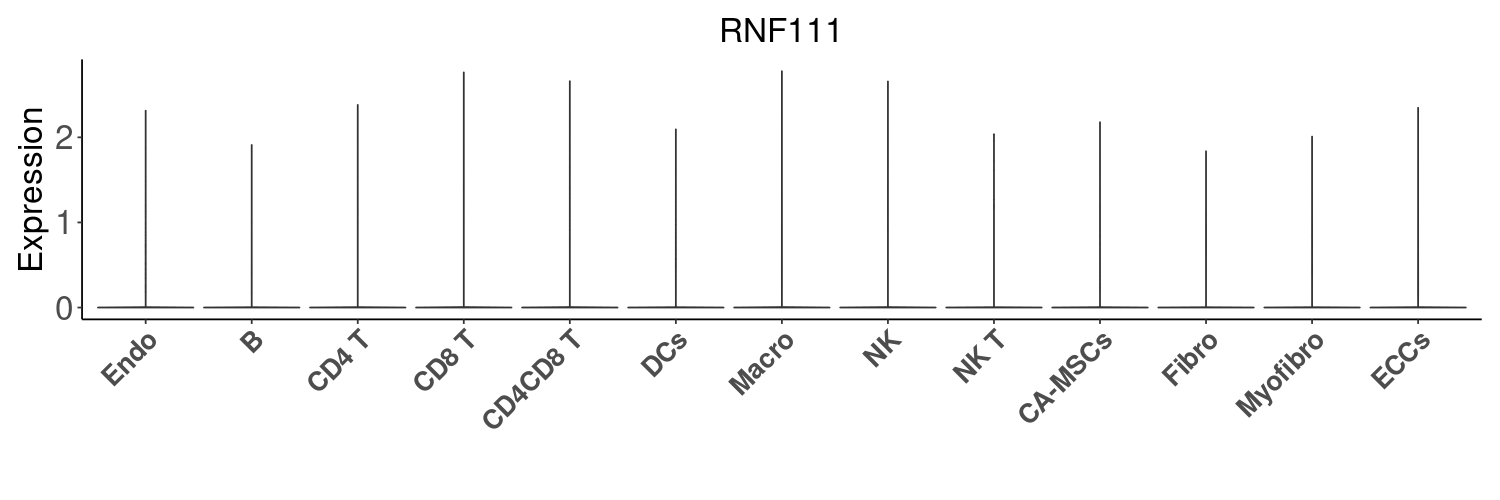 RNF111
Expression
2
1
0
Endo
B
CD4 T
CD8 T
CD4CD8 T
DCs
Macro
NK
NK T
CA-MSCs
Fibro
Myofibro
ECCs